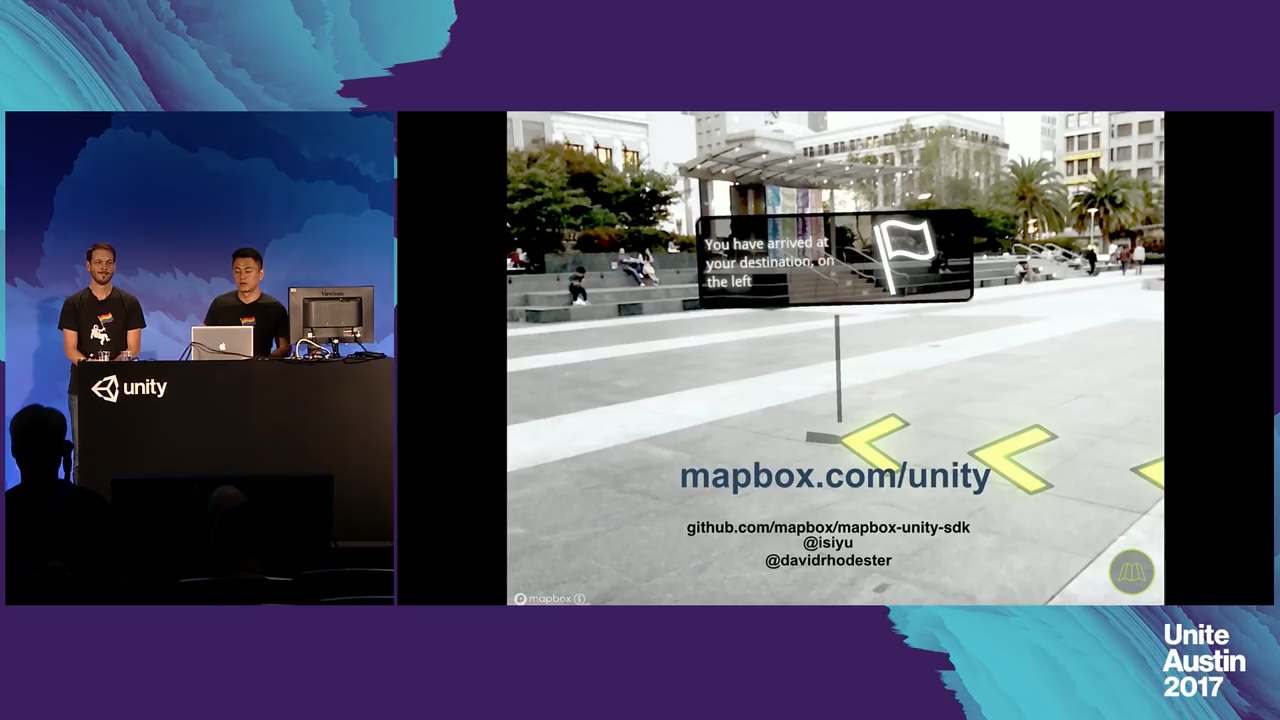 ViewSonic
unity
You have arrived at
your destination, on
the left
mapbox.com/unity
github.com/mapbox/mapbox-unity-sdk
@isiyu
@davidrhodester
mapbox
Unite
Austin
2017